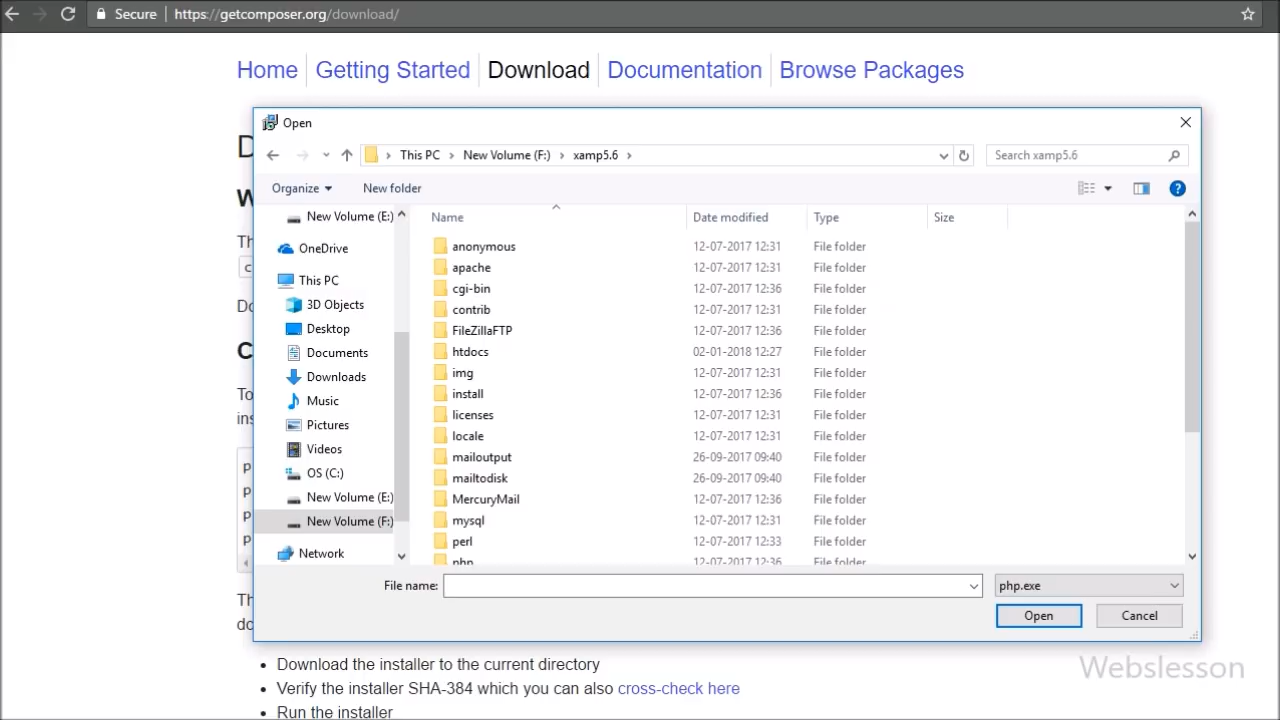 Secure https://getcomposer.org/download/
Home Getting Started Download Documentation Browse Packages
Open
This PC New Volume (F:) xamp5.6 Search xamp5.6
Organize New folder
New Volume (E:) Name Date modified Type Size
OneDrive anonymous 12-07-2017 12:31 File folder
apache 12-07-2017 12:31 File folder
This PC cgi-bin 12-07-2017 12:36 File folder
3D Objects contrib 12-07-2017 12:31 File folder
Desktop FileZillaFTP 12-07-2017 12:36 File folder
Documents htdocs 02-01-2018 12:27 File folder
Downloads img 12-07-2017 12:31 File folder
Music install 12-07-2017 12:36 File folder
Pictures licenses 12-07-2017 12:31 File folder
Videos locale 12-07-2017 12:31 File folder
mailoutput 26-09-2017 09:40 File folder
OS (C:) mailtodisk 26-09-2017 09:40 File folder
New Volume (E:) MercuryMail 12-07-2017 12:36 File folder
New Volume (F:) mysql 12-07-2017 12:31 File folder
perl 12-07-2017 12:33 File folder
Network php 12-07-2017 12:36 File folder
File name: php.exe
Open Cancel
• Download the installer to the current directory
• Verify the installer SHA-384 which you can also cross-check here
• Run the installer
Webslesson